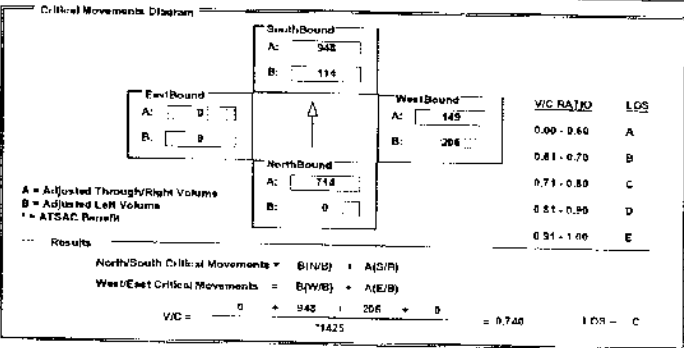 Critical Movements Diagram
SouthBound
A: 948
B: 114
EastBound
A: 0
B: 0
WestBound
A: 149
B: 206
NorthBound
A: 714
B: 0
A = Adjusted Through/Right Volume
B = Adjusted Left Volume
* = ATSAC Benefit
V/C RATIO LOS
0.00 - 0.60 A
0.61 - 0.70 B
0.71 - 0.80 C
0.81 - 0.90 D
0.91 - 1.00 E
Results
North/South Critical Movements = B(N/B) + A(S/B)
West/East Critical Movements = B(W/B) + A(E/B)
0 + 948 + 206 + 0
V/C = = 0.740 LOS = C
*1425